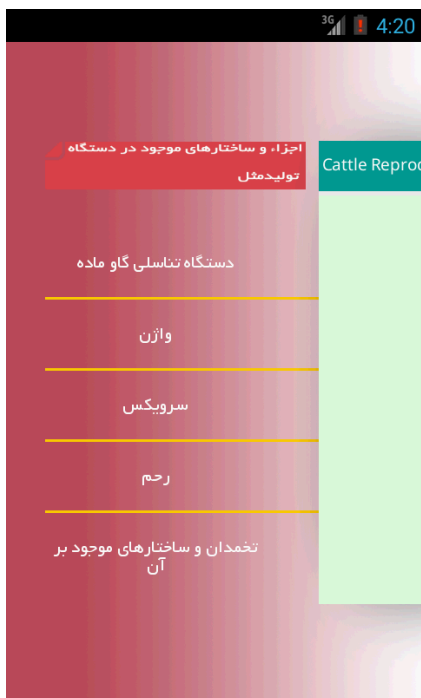 3G 4:20
اجزاء و ساختارهای موجود در دستگاه
تولیدمثل
Cattle Reprod
دستگاه تناسلی گاو ماده
واژن
سرویکس
رحم
تخمدان و ساختارهای موجود بر
آن